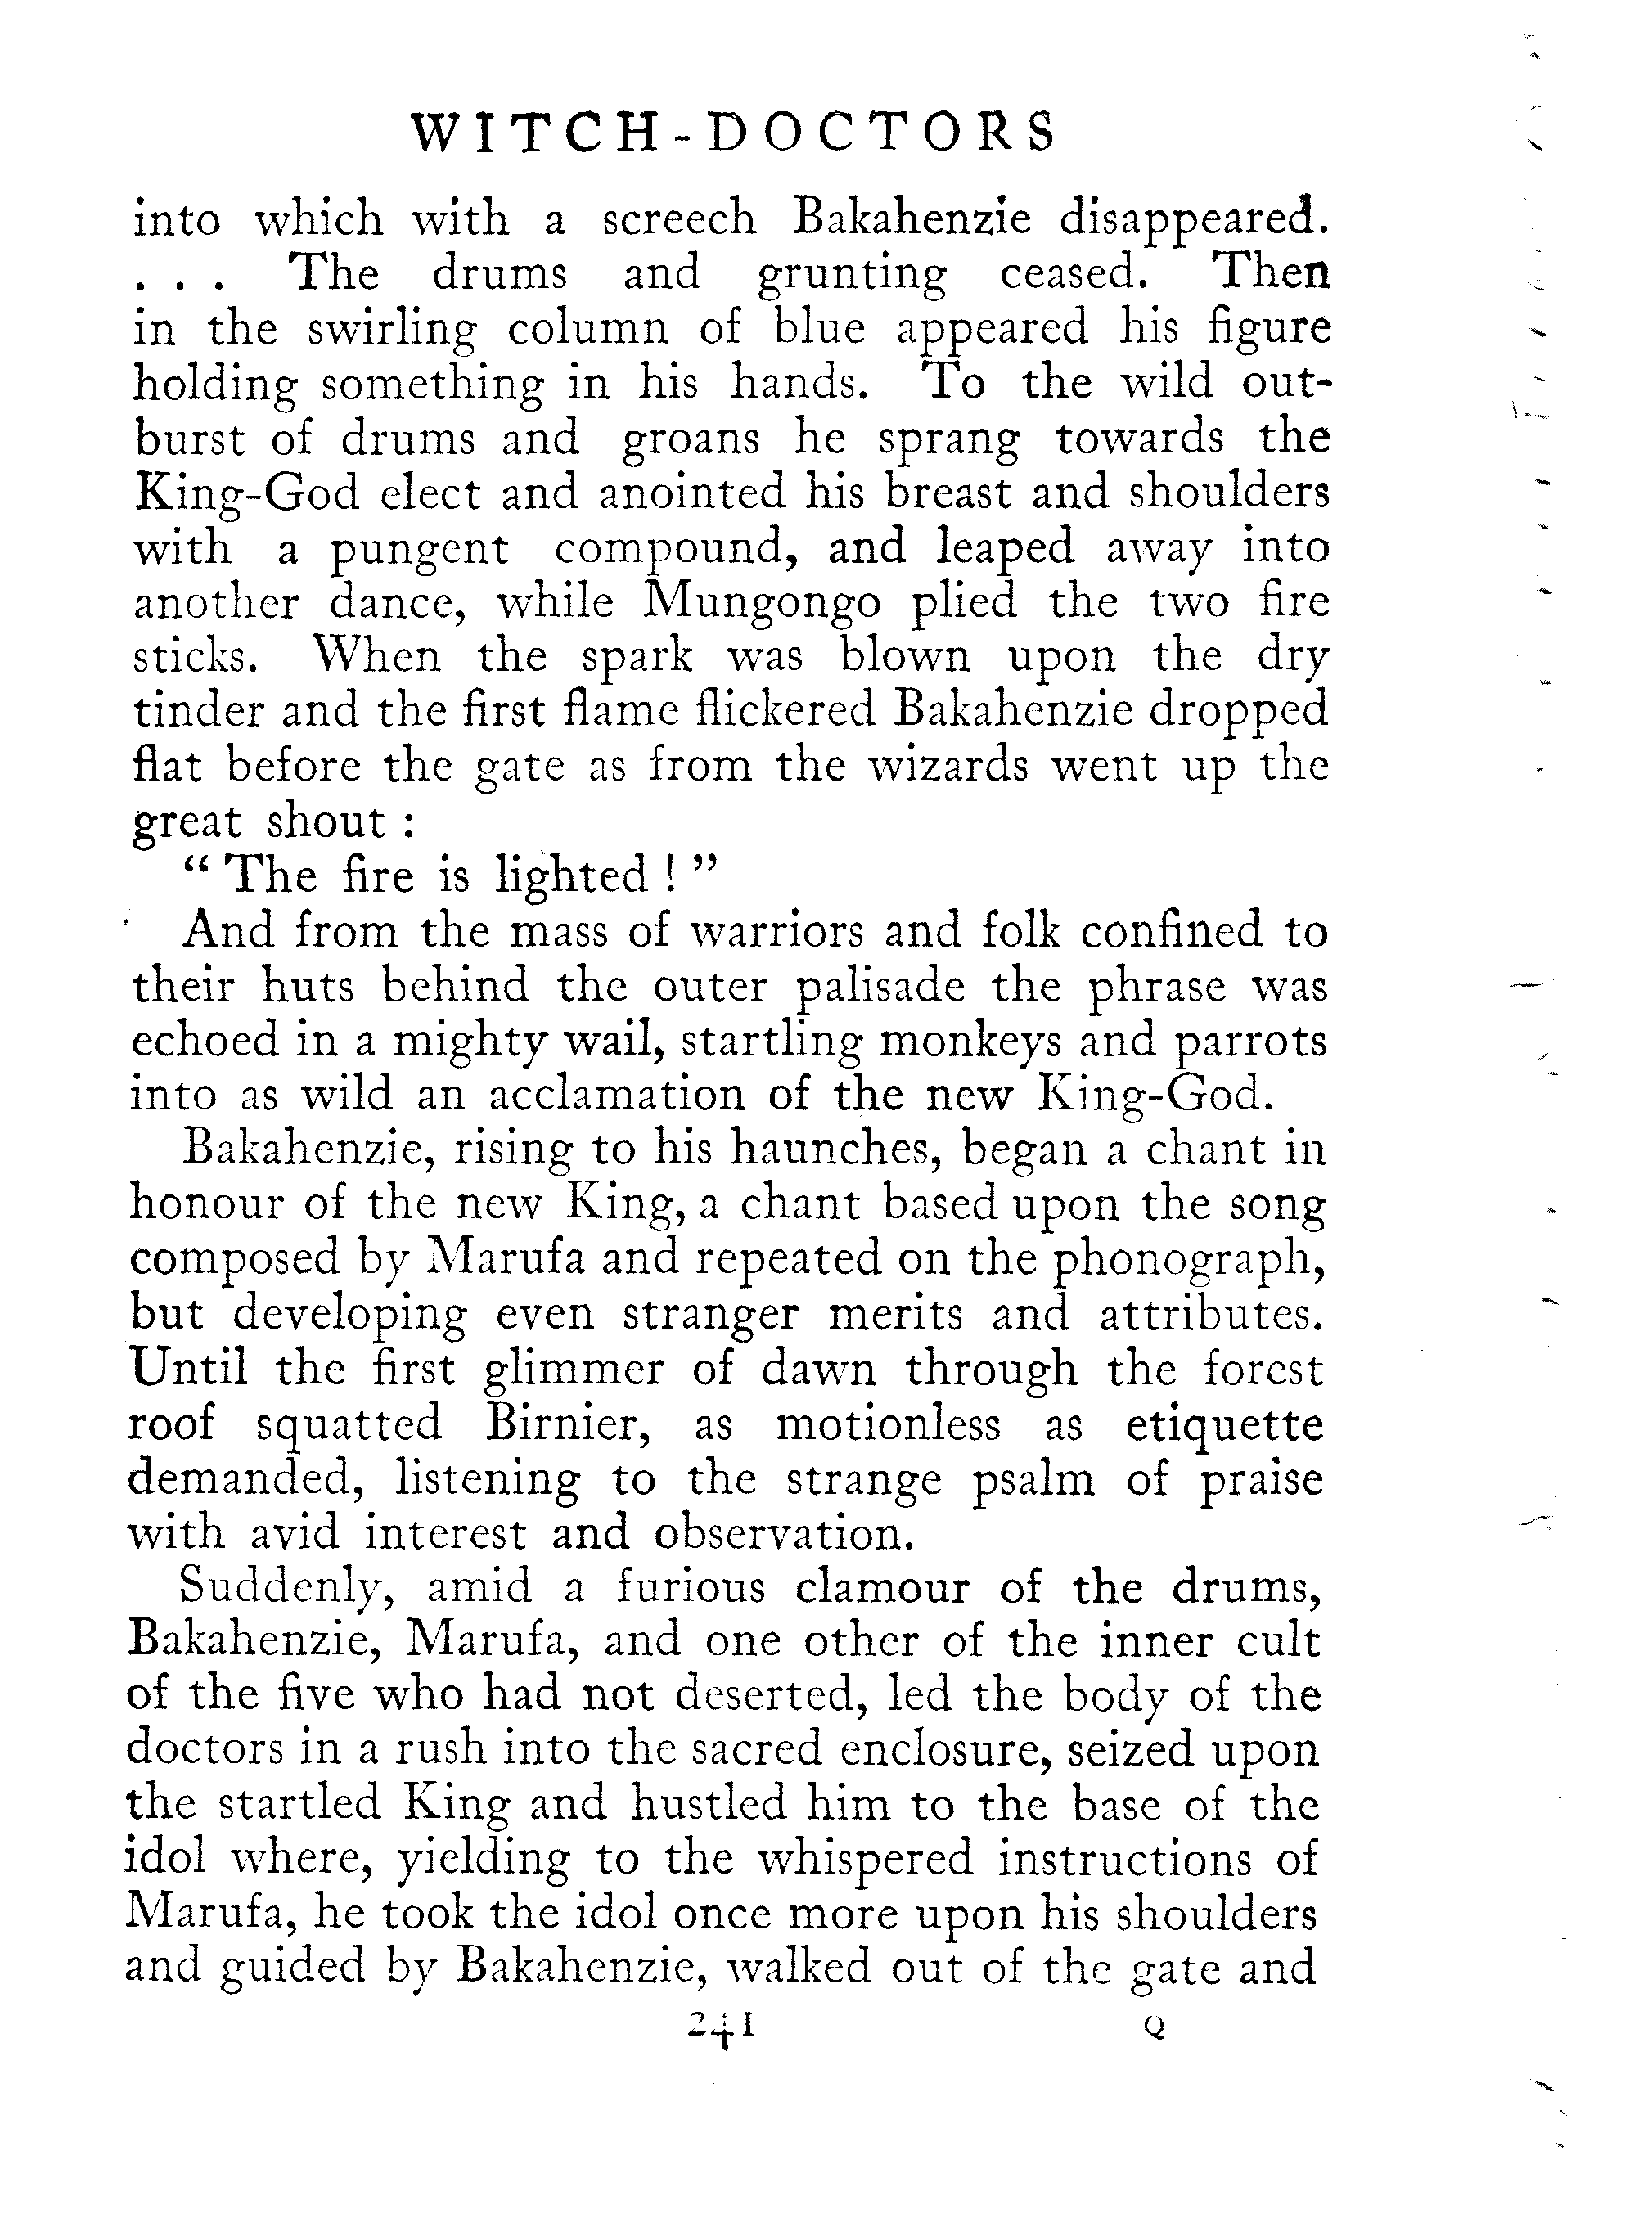 WITCH-DOCTORS
into which with a screech Bakahenzie disappeared.
. . . The drums and grunting ceased. Then
in the swirling column of blue appeared his figure
holding something in his hands. To the wild out-
burst of drums and groans he sprang towards the
King-God elect and anointed his breast and shoulders
with a pungent compound, and leaped away into
another dance, while Mungongo plied the two fire
sticks. When the spark was blown upon the dry
tinder and the first flame flickered Bakahenzie dropped
flat before the gate as from the wizards went up the
great shout :
“ The fire is lighted ! ”
And from the mass of warriors and folk confined to
their huts behind the outer palisade the phrase was
echoed in a mighty wail, startling monkeys and parrots
into as wild an acclamation of the new King-God.
Bakahenzie, rising to his haunches, began a chant in
honour of the new King, a chant based upon the song
composed by Marufa and repeated on the phonograph,
but developing even stranger merits and attributes.
Until the first glimmer of dawn through the forest
roof squatted Birnier, as motionless as etiquette
demanded, listening to the strange psalm of praise
with avid interest and observation.
Suddenly, amid a furious clamour of the drums,
Bakahenzie, Marufa, and one other of the inner cult
of the five who had not deserted, led the body of the
doctors in a rush into the sacred enclosure, seized upon
the startled King and hustled him to the base of the
idol where, yielding to the whispered instructions of
Marufa, he took the idol once more upon his shoulders
and guided by Bakahenzie, walked out of the gate and
241 Q